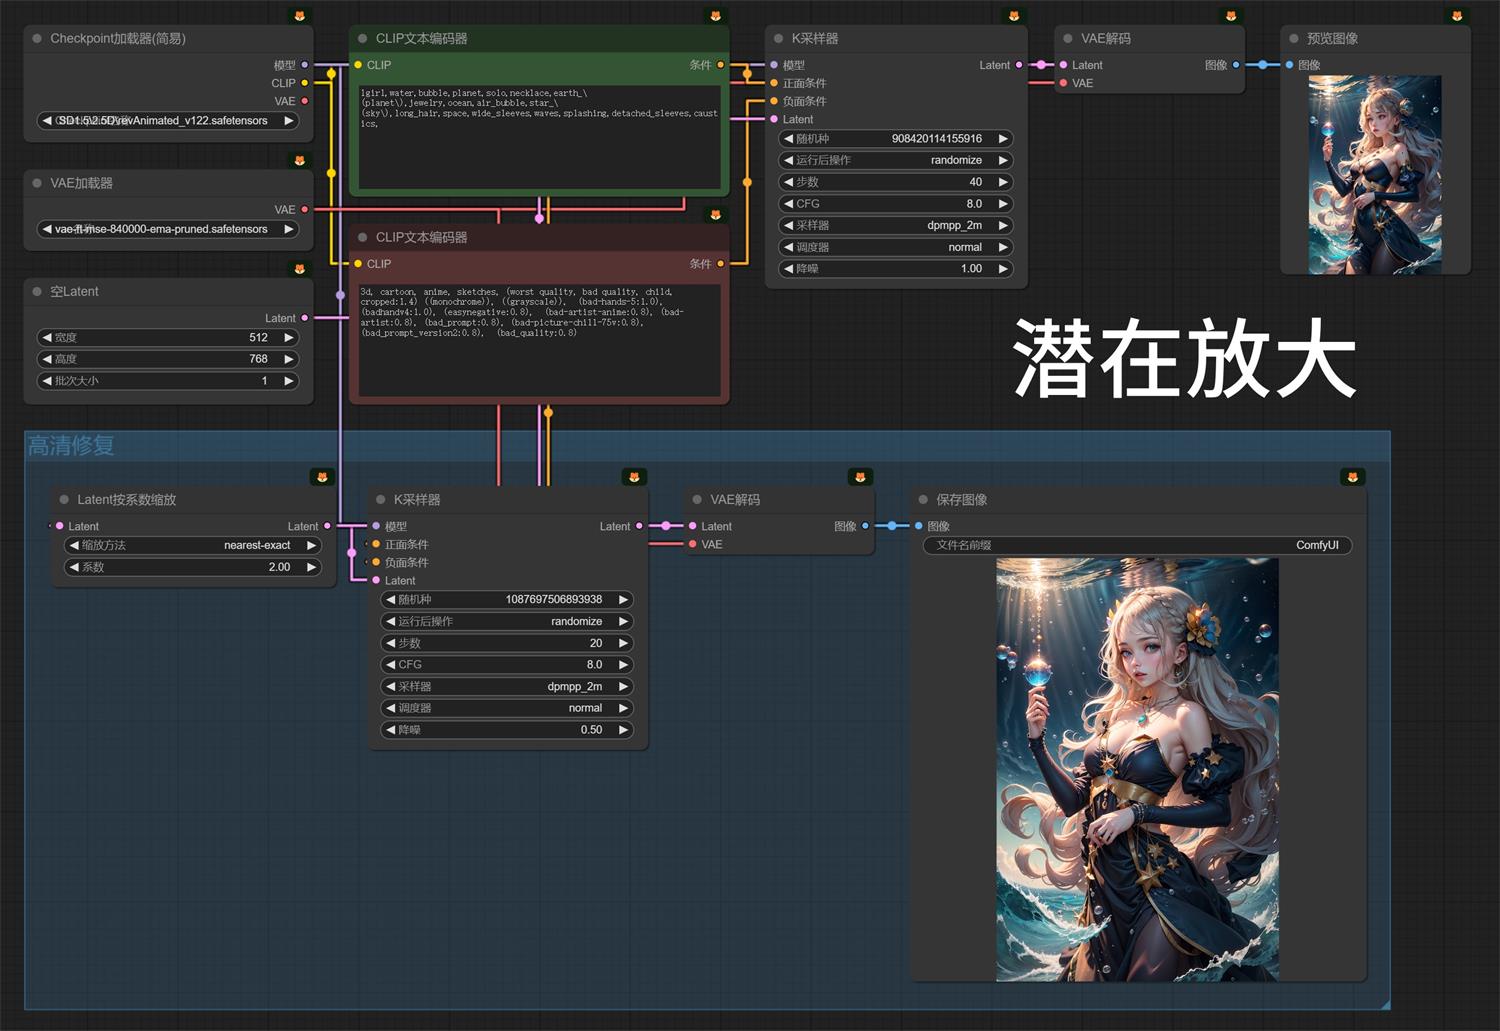 Checkpoint加载器(简易)
模型
CLIP
VAE
SD1.5\2.5D\revAnimated_v122.safetensors
VAE加载器
VAE
vae-ft-mse-840000-ema-pruned.safetensors
空Latent
Latent
宽度 512
高度 768
批次大小 1
CLIP文本编码器
CLIP 条件
1girl,water,bubble,planet,solo,necklace,earth_\
(planet\),jewelry,ocean,air_bubble,star_\
(sky\),long_hair,space,wide_sleeves,waves,splashing,detached_sleeves,caust
ics,
CLIP文本编码器
CLIP 条件
3d, cartoon, anime, sketches, (worst quality, bad quality, child,
cropped:1.4) ((monochrome)), ((grayscale)), (bad-hands-5:1.0),
(badhandv4:1.0), (easynegative:0.8), (bad-artist-anime:0.8), (bad-
artist:0.8), (bad_prompt:0.8), (bad-picture-chill-75v:0.8),
(bad_prompt_version2:0.8), (bad_quality:0.8)
K采样器
模型 Latent
正面条件
负面条件
Latent
随机种 908420114155916
运行后操作 randomize
步数 40
CFG 8.0
采样器 dpmpp_2m
调度器 normal
降噪 1.00
VAE解码
Latent 图像
VAE
预览图像
图像
潜在放大
高清修复
Latent按系数缩放
Latent Latent
缩放方法 nearest-exact
系数 2.00
K采样器
模型 Latent
正面条件
负面条件
Latent
随机种 1087697506893938
运行后操作 randomize
步数 20
CFG 8.0
采样器 dpmpp_2m
调度器 normal
降噪 0.50
VAE解码
Latent 图像
VAE
保存图像
图像
文件名前缀 ComfyUI